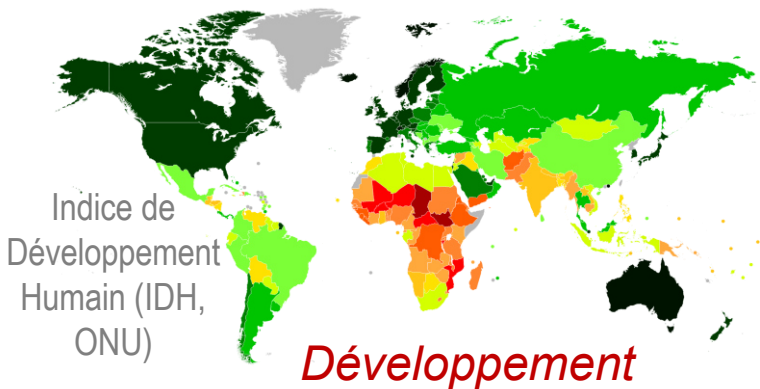 Indice de
Développement
Humain (IDH,
ONU)
Développement